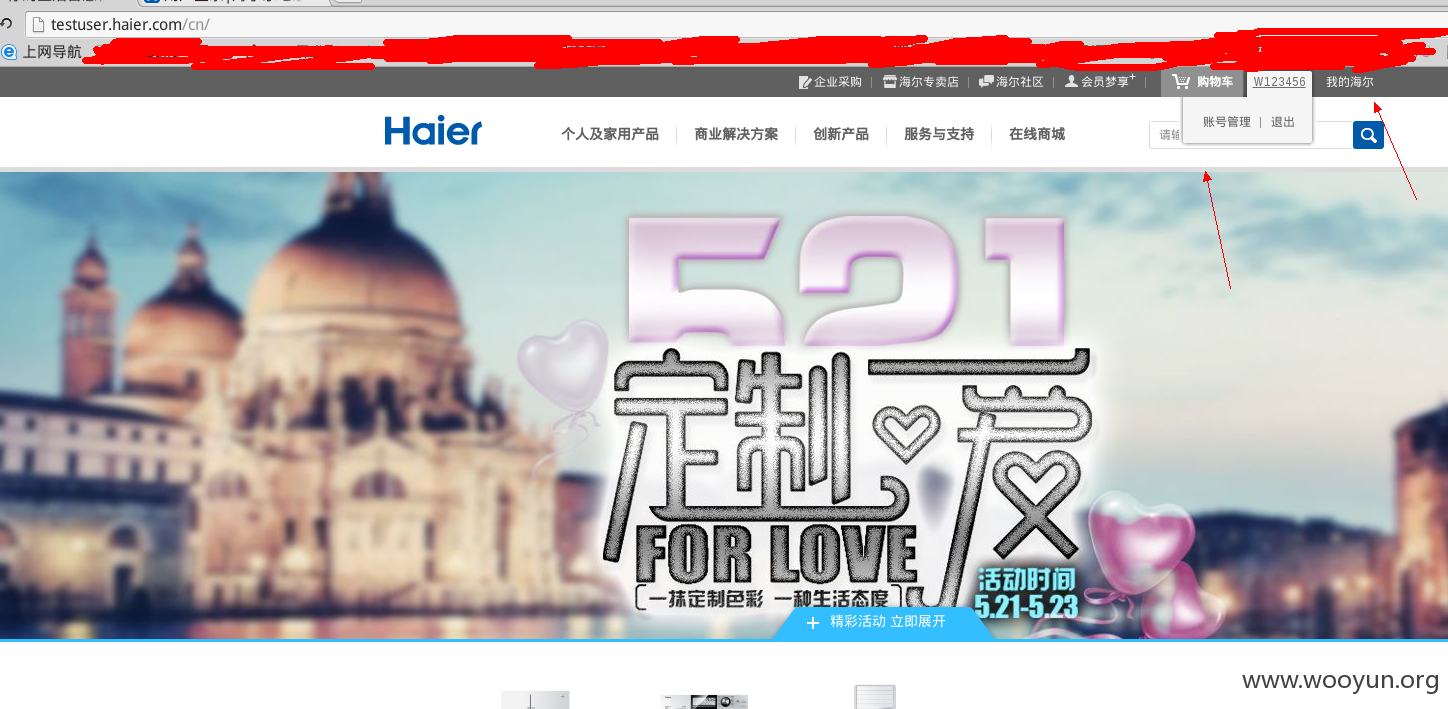 testuser.haier.com/cn/
上网导航
企业采购 | 海尔专卖店 | 海尔社区 | 会员梦享+ | 购物车 W123456 我的海尔
账号管理 | 退出
Haier 个人及家用产品 商业解决方案 创新产品 服务与支持 在线商城 请输
521
定制、爱
FOR LOVE
一抹定制色彩 一种生活态度
活动时间
5.21-5.23
+ 精彩活动 立即展开
www.wooyun.org